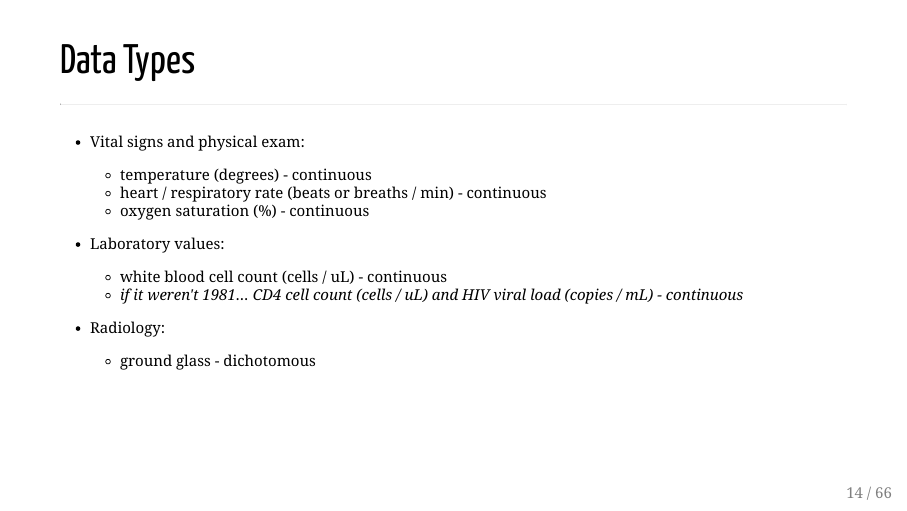 Data Types
• Vital signs and physical exam:
◦ temperature (degrees) - continuous
◦ heart / respiratory rate (beats or breaths / min) - continuous
◦ oxygen saturation (%) - continuous
• Laboratory values:
◦ white blood cell count (cells / uL) - continuous
◦ if it weren't 1981... CD4 cell count (cells / uL) and HIV viral load (copies / mL) - continuous
• Radiology:
◦ ground glass - dichotomous
14 / 66